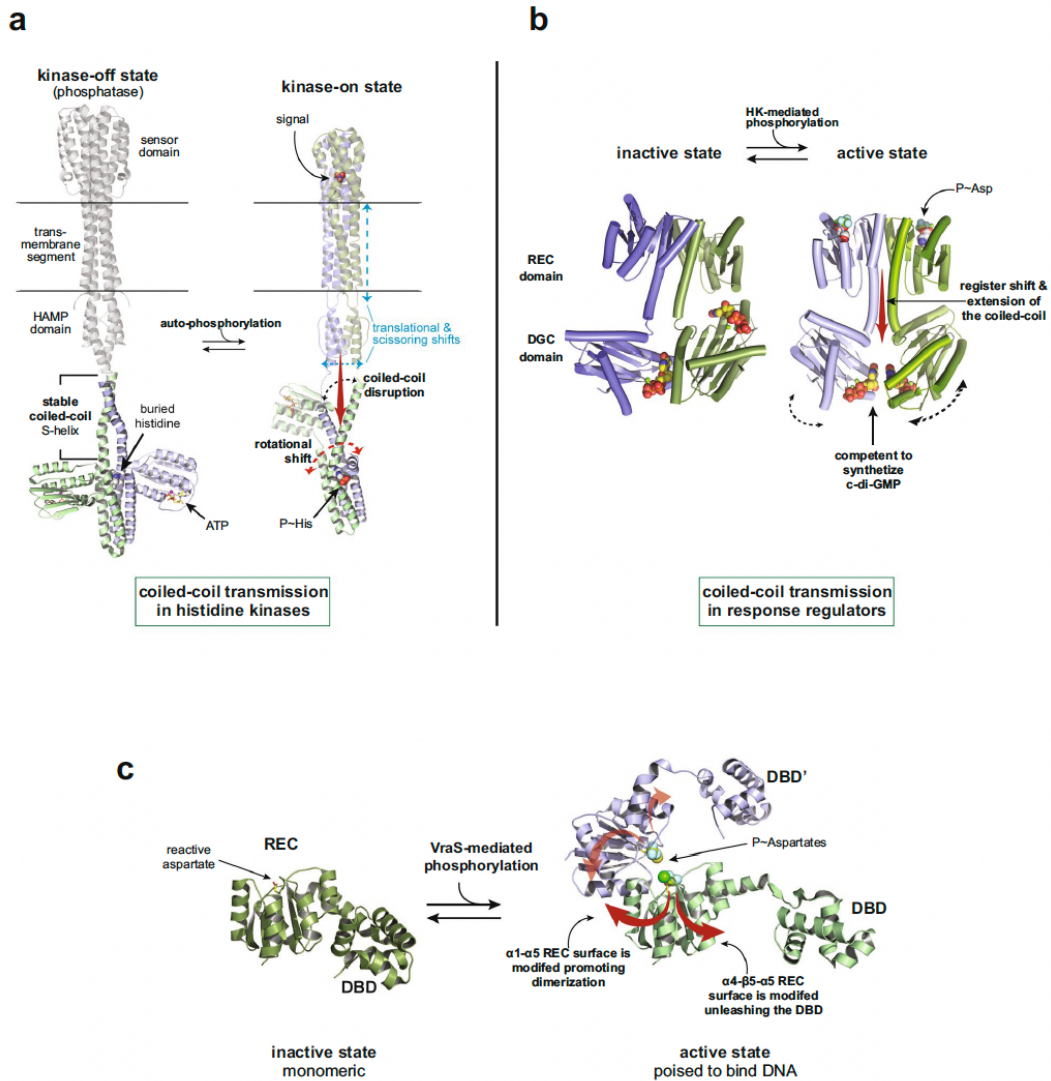 a
kinase-off state
(phosphatase)
sensor
domain
trans-
membrane
segment
HAMP
domain
stable
coiled-coil
S-helix
buried
histidine
ATP
auto-phosphorylation
kinase-on state
signal
translational &
scissoring shifts
coiled-coil
disruption
rotational
shift
P~His
coiled-coil transmission
in histidine kinases
b
HK-mediated
phosphorylation
inactive state
active state
P~Asp
REC
domain
DGC
domain
register shift &
extension of
the coiled-coil
competent to
synthetize
c-di-GMP
coiled-coil transmission
in response regulators
c
reactive
aspartate
REC
DBD
VraS-mediated
phosphorylation
DBD’
P~Aspartates
DBD
α1-α5 REC surface is
modifed promoting
dimerization
α4-β5-α5 REC
surface is modifed
unleashing the DBD
inactive state
monomeric
active state
poised to bind DNA